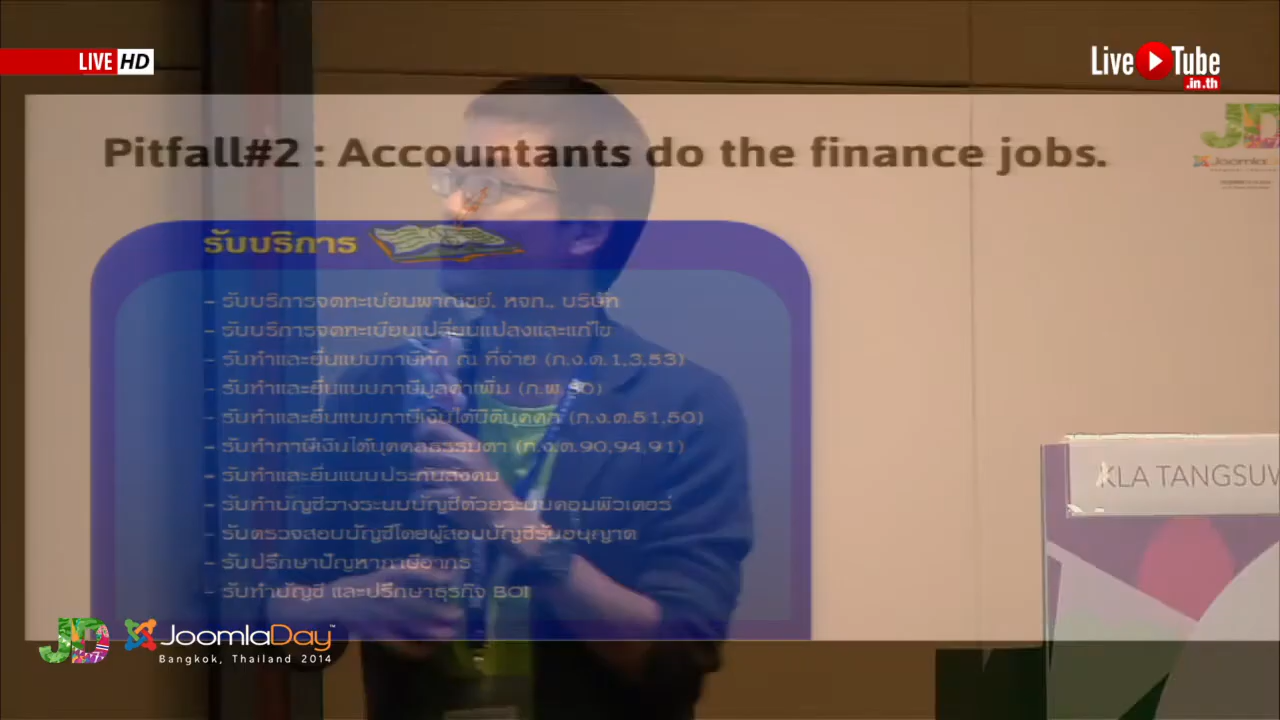 LIVE HD
Live Tube
.in.th
Pitfall#2 : Accountants do the finance jobs.
รับบริการ
- รับบริการจดทะเบียนพาณิชย์, หจก., บริษัท
- รับบริการจดทะเบียนเปลี่ยนแปลงและแก้ไข
- รับทำและยื่นแบบภาษีหัก ณ ที่จ่าย (ภ.ง.ด.1,3,53)
- รับทำและยื่นแบบภาษีมูลค่าเพิ่ม (ภ.พ.30)
- รับทำและยื่นแบบภาษีเงินได้นิติบุคคล (ภ.ง.ด.51,50)
- รับทำภาษีเงินได้บุคคลธรรมดา (ภ.ง.ด.90,94,91)
- รับทำและยื่นแบบประกันสังคม
- รับทำบัญชีวางระบบบัญชีด้วยระบบคอมพิวเตอร์
- รับตรวจสอบบัญชีโดยผู้สอบบัญชีรับอนุญาต
- รับปรึกษาปัญหาภาษีอากร
- รับทำบัญชี และปรึกษาธุรกิจ BOI
KLA TANGSUW
JD JoomlaDay™
Bangkok, Thailand 2014